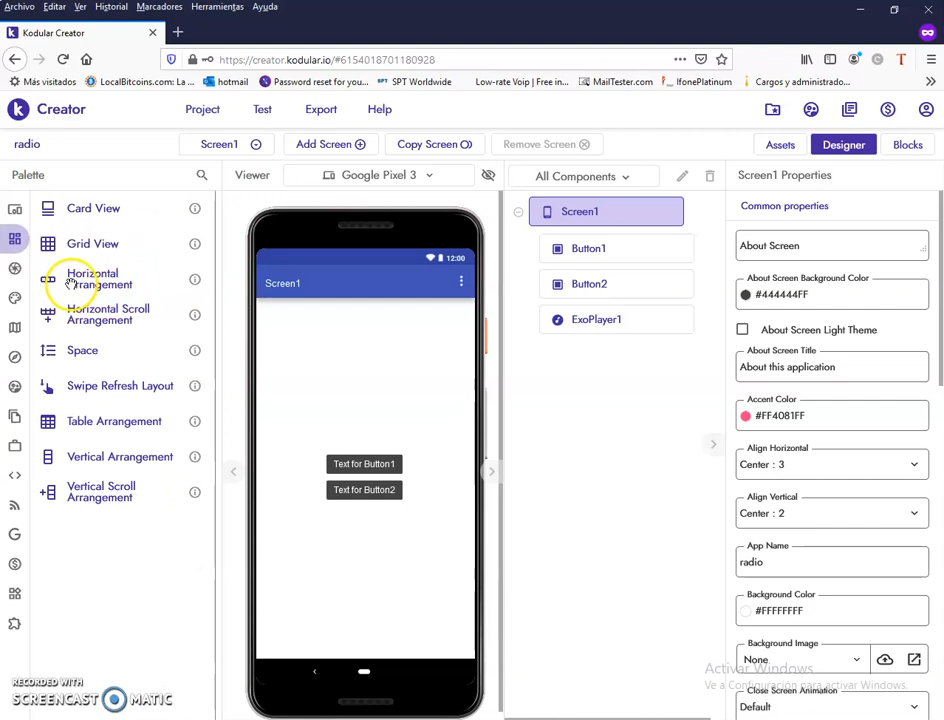 Archivo Editar Ver Historial Marcadores Herramientas Ayuda
Kodular Creator
https://creator.kodular.io/#6154018701180928
Más visitados LocalBitcoins.com: La ... hotmail Password reset for you... SPT Worldwide Low-rate Voip | Free in... MailTester.com IfonePlatinum Cargos y administrado...
Creator Project Test Export Help
radio Screen1 Add Screen Copy Screen Remove Screen Assets Designer Blocks
Palette Viewer Google Pixel 3 All Components Screen1 Properties
Card View
Grid View
Horizontal
Arrangement
Horizontal Scroll
Arrangement
Space
Swipe Refresh Layout
Table Arrangement
Vertical Arrangement
Vertical Scroll
Arrangement
12:00
Screen1
Text for Button1
Text for Button2
Screen1
Button1
Button2
ExoPlayer1
Common properties
About Screen
About Screen Background Color
#444444FF
About Screen Light Theme
About Screen Title
About this application
Accent Color
#FF4081FF
Align Horizontal
Center : 3
Align Vertical
Center : 2
App Name
radio
Background Color
#FFFFFFFF
Background Image
None
Close Screen Animation
Default
Activar Windows
Ve a Configuración para activar Windows.
RECORDED WITH
SCREENCAST MATIC